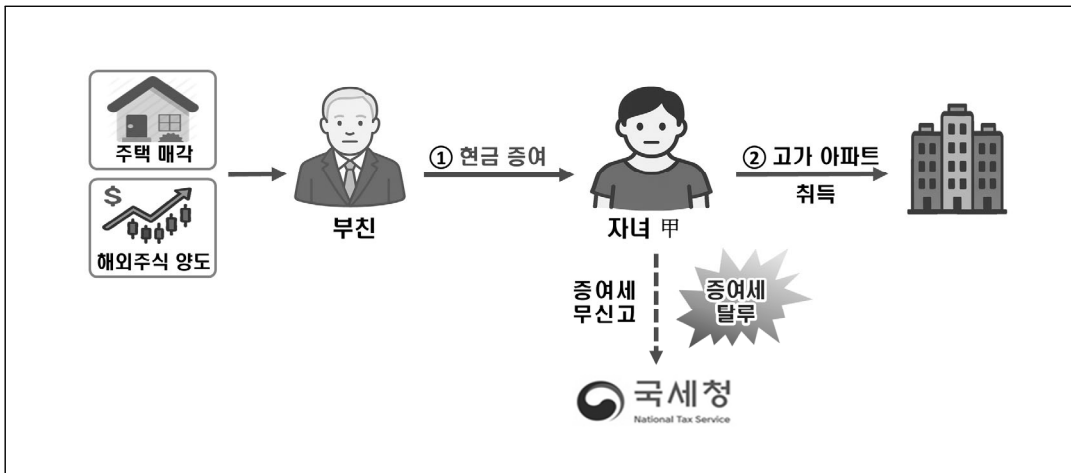 주택 매각
$
해외주식 양도
부친
① 현금 증여
자녀 甲
② 고가 아파트
취득
증여세
무신고
증여세
탈루
국세청
National Tax Service